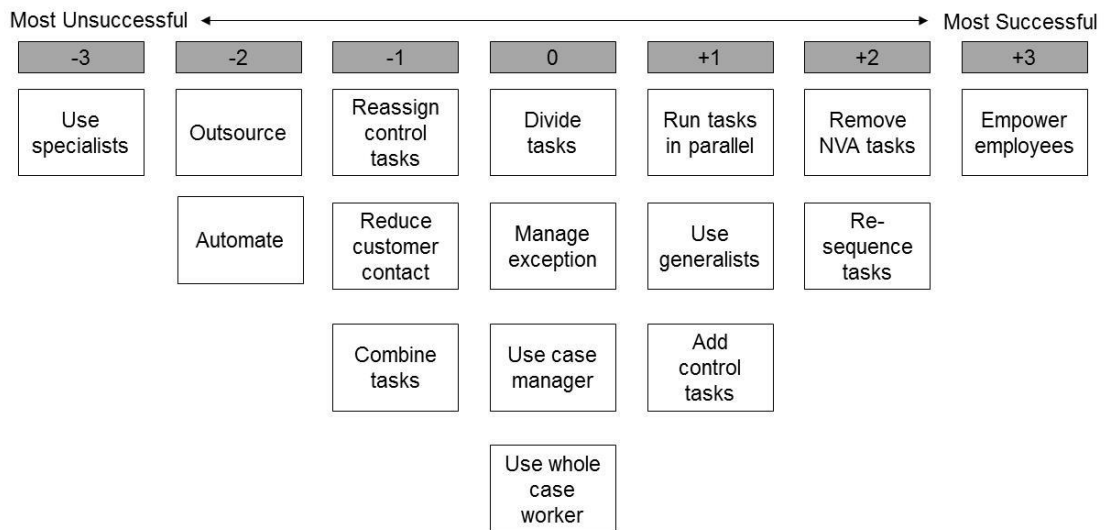 Most Unsuccessful
Most Successful
-3
-2
-1
0
+1
+2
+3
Use
specialists
Outsource
Reassign
control
tasks
Divide
tasks
Run tasks
in parallel
Remove
NVA tasks
Empower
employees
Automate
Reduce
customer
contact
Manage
exception
Use
generalists
Re-
sequence
tasks
Combine
tasks
Use case
manager
Add
control
tasks
Use whole
case
worker